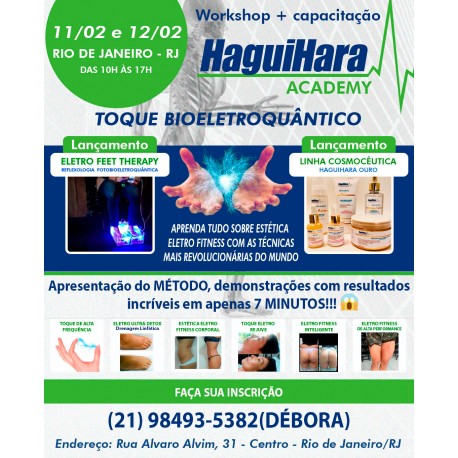 11/02 e 12/02
RIO DE JANEIRO - RJ
DAS 10H ÀS 17H
Workshop + capacitação
HaguiHara
ACADEMY
TOQUE BIOELETROQUÂNTICO
Lançamento
ELETRO FEET THERAPY
REFLEXOLOGIA FOTOBIOELETROQUÂNTICA
Lançamento
LINHA COSMOCÊUTICA
HAGUIHARA OURO
APRENDA TUDO SOBRE ESTÉTICA
ELETRO FITNESS COM AS TÉCNICAS
MAIS REVOLUCIONÁRIAS DO MUNDO
Apresentação do MÉTODO, demonstrações com resultados
incríveis em apenas 7 MINUTOS!!! 😱
TOQUE DE ALTA
FREQUÊNCIA
ELETRO ULTRA DETOX
Drenagem Linfática
ESTÉTICA ELETRO
FITNESS CORPORAL
TOQUE ELETRO
RE JUVE
ELETRO FITNESS
INTELIGENTE
ELETRO FITNESS
DE ALTA PERFORMANCE
FAÇA SUA INSCRIÇÃO
(21) 98493-5382(DÉBORA)
Endereço: Rua Alvaro Alvim, 31 - Centro - Rio de Janeiro/RJ